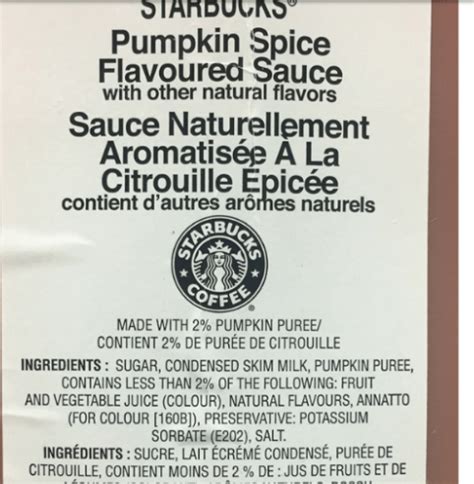 STARBUCKS®
Pumpkin Spice
Flavoured Sauce
with other natural flavors
Sauce Naturellement
Aromatisée À La
Citrouille Épicée
contient d'autres arômes naturels
STARBUCKS
COFFEE
MADE WITH 2% PUMPKIN PUREE/
CONTIENT 2% DE PURÉE DE CITROUILLE
INGREDIENTS : SUGAR, CONDENSED SKIM MILK, PUMPKIN PUREE,
CONTAINS LESS THAN 2% OF THE FOLLOWING: FRUIT
AND VEGETABLE JUICE (COLOUR), NATURAL FLAVOURS, ANNATTO
(FOR COLOUR [160B]), PRESERVATIVE: POTASSIUM
SORBATE (E202), SALT.
INGRÉDIENTS : SUCRE, LAIT ÉCRÉMÉ CONDENSÉ, PURÉE DE
CITROUILLE, CONTIENT MOINS DE 2 % DE : JUS DE FRUITS ET DE